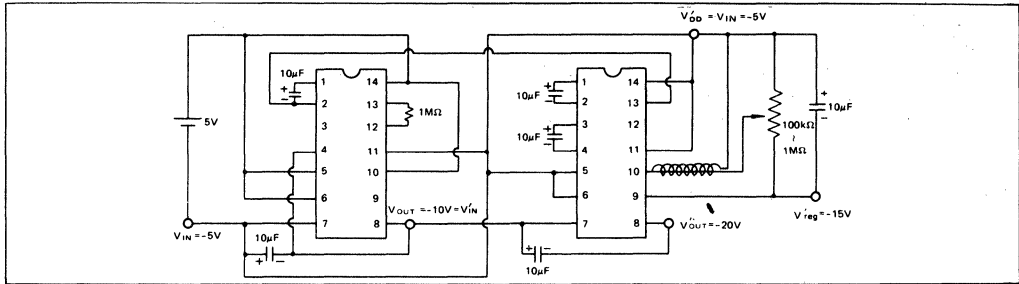 V'DD = VIN = -5V
10μF
+
-
1 14
2 13
3 12
4 11
5 10
6 9
7 8
1MΩ
5V
VIN = -5V
10μF
+ -
VOUT = -10V = V'IN
10μF
+
-
10μF
+
-
1 14
2 13
3 12
4 11
5 10
6 9
7 8
+ -
10μF
100kΩ
~
1MΩ
+
10μF
-
V'reg = -15V
V'OUT = -20V